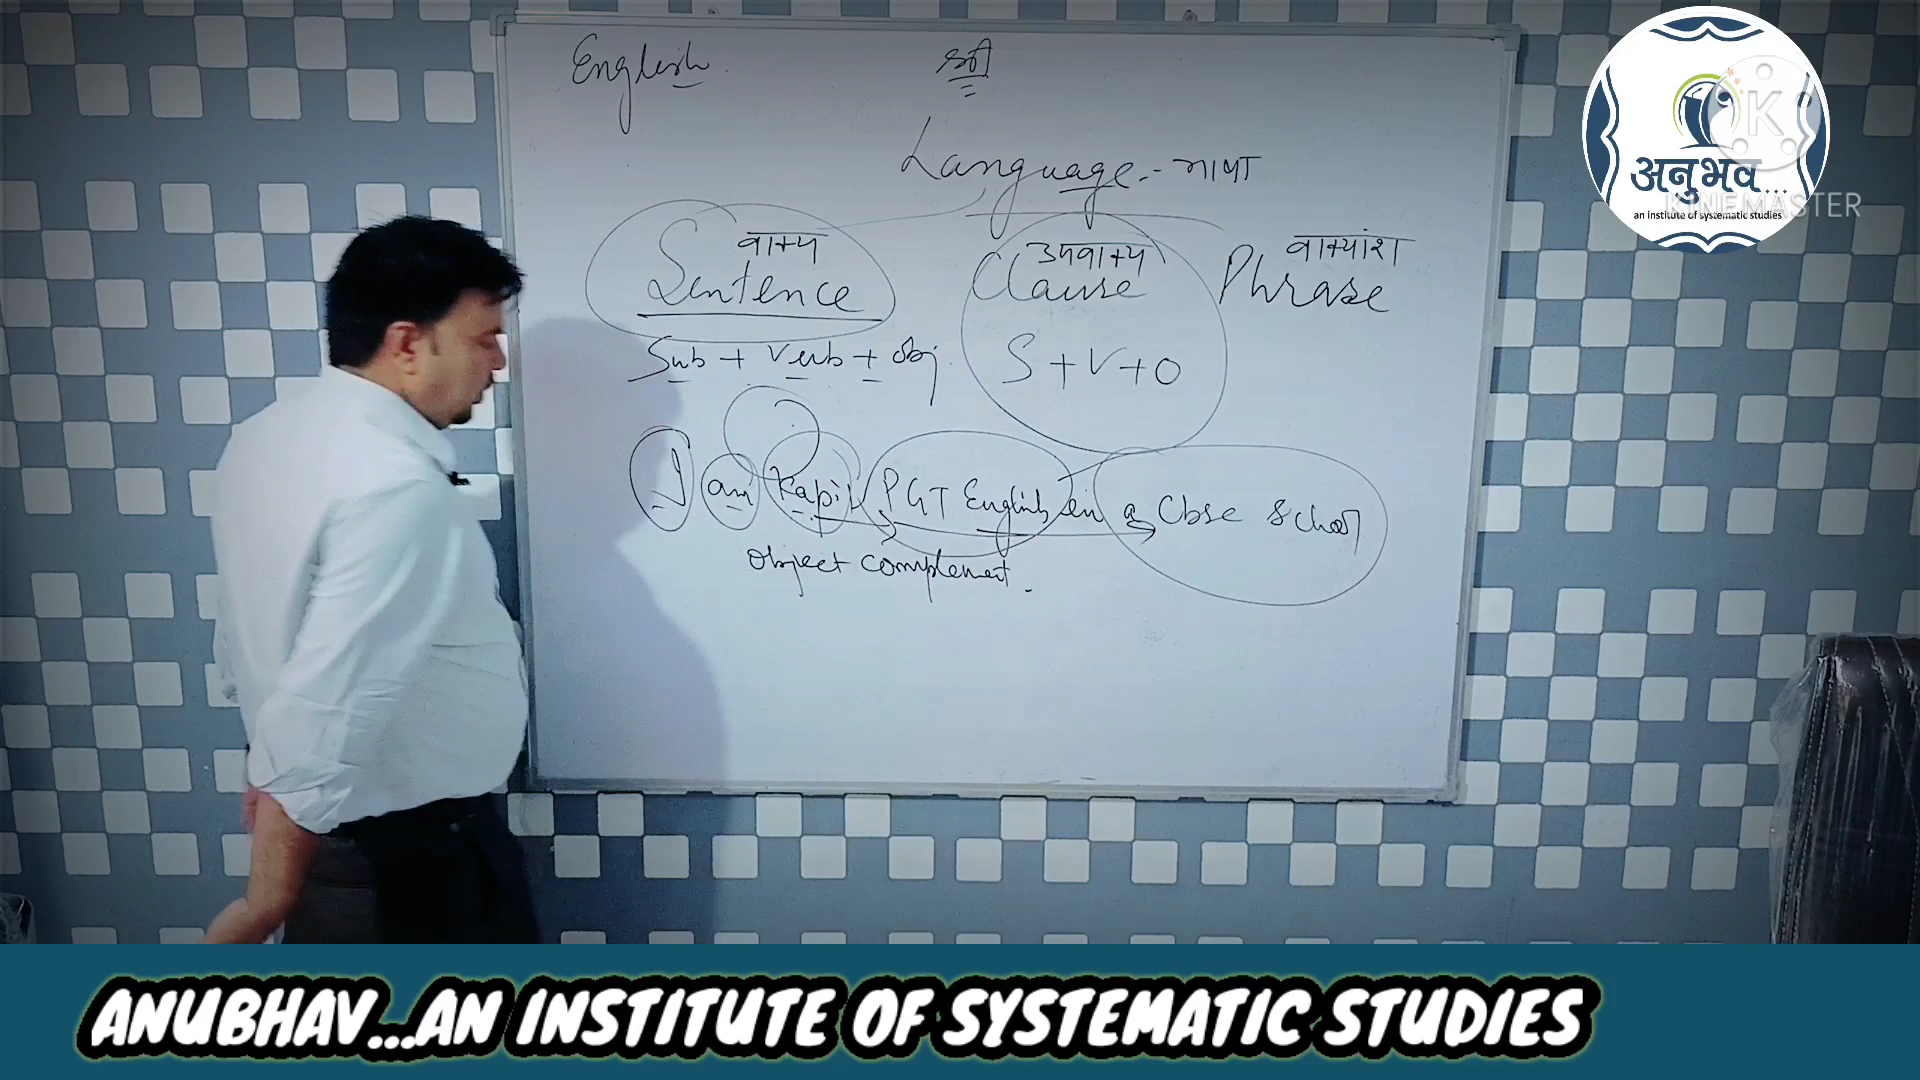 English श्री
Language.- भाषा
वाक्य उपवाक्य वाक्यांश
Sentence Clause Phrase
Sub + Verb + obj. S + V + O
I am Kapil PGT English in a Cbse School
object complement.
अनुभव...
an institute of systematic studies
KINEMASTER
ANUBHAV...AN INSTITUTE OF SYSTEMATIC STUDIES